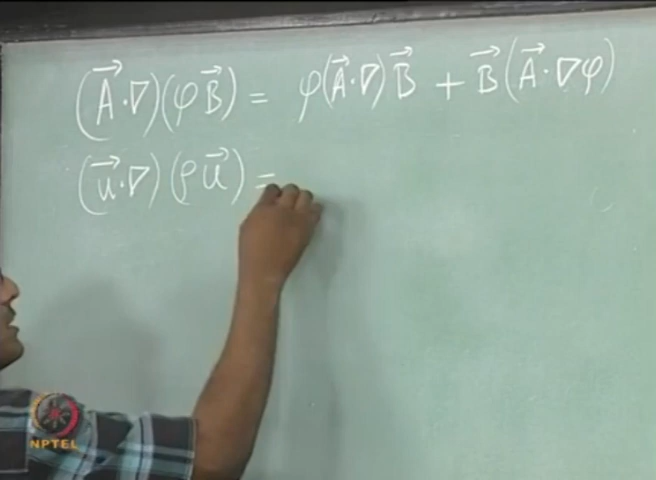 (A⃗·∇)(φB⃗) = φ(A⃗·∇)B⃗ + B⃗(A⃗·∇φ)
(u⃗·∇)(ρu⃗) =
NPTEL